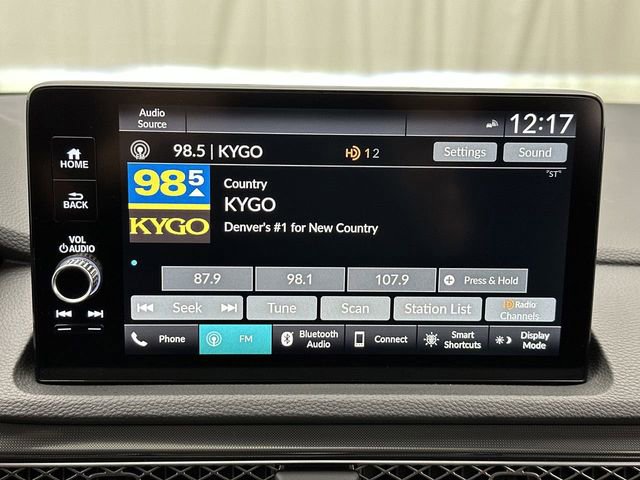 Audio
Source
12:17
98.5 | KYGO
HD 1 2
Settings
Sound
"ST"
HOME
BACK
VOL
AUDIO
985
KYGO
Country
KYGO
Denver's #1 for New Country
87.9
98.1
107.9
Press & Hold
Seek
Tune
Scan
Station List
HD Radio
Channels
Phone
FM
Bluetooth
Audio
Connect
Smart
Shortcuts
Display
Mode